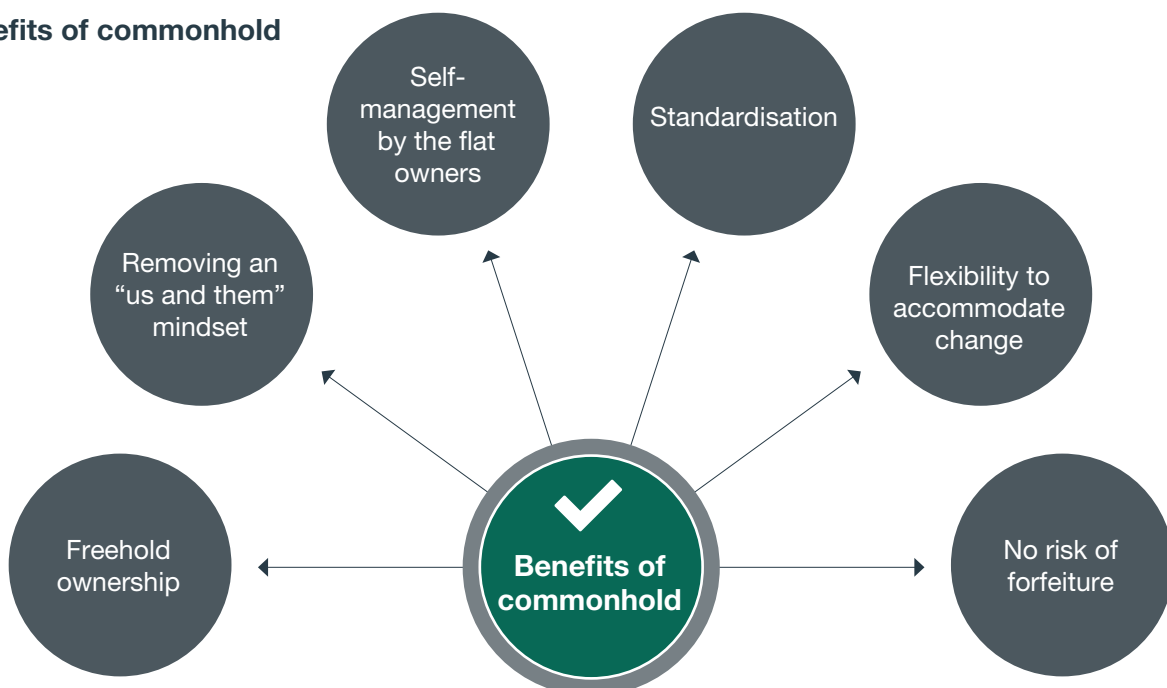 efits of commonhold
Self-
management
by the flat
owners
Standardisation
Removing an
“us and them”
mindset
Flexibility to
accommodate
change
Freehold
ownership
Benefits of
commonhold
No risk of
forfeiture